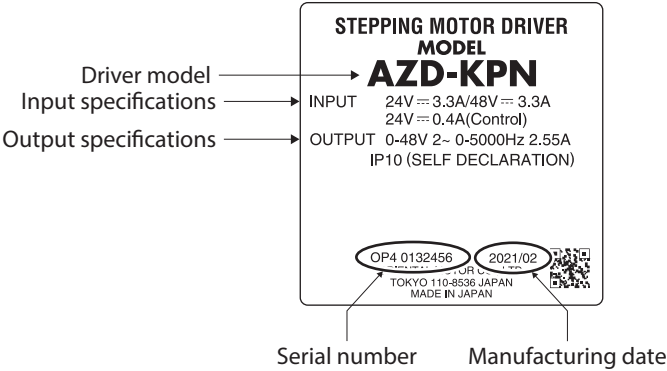 STEPPING MOTOR DRIVER
MODEL
Driver model
AZD-KPN
Input specifications
INPUT 24V⎓3.3A/48V⎓3.3A
24V⎓0.4A(Control)
Output specifications
OUTPUT 0-48V 2~ 0-5000Hz 2.55A
IP10 (SELF DECLARATION)
OP4 0132456 2021/02
TOKYO 110-8536 JAPAN
MADE IN JAPAN
Serial number
Manufacturing date